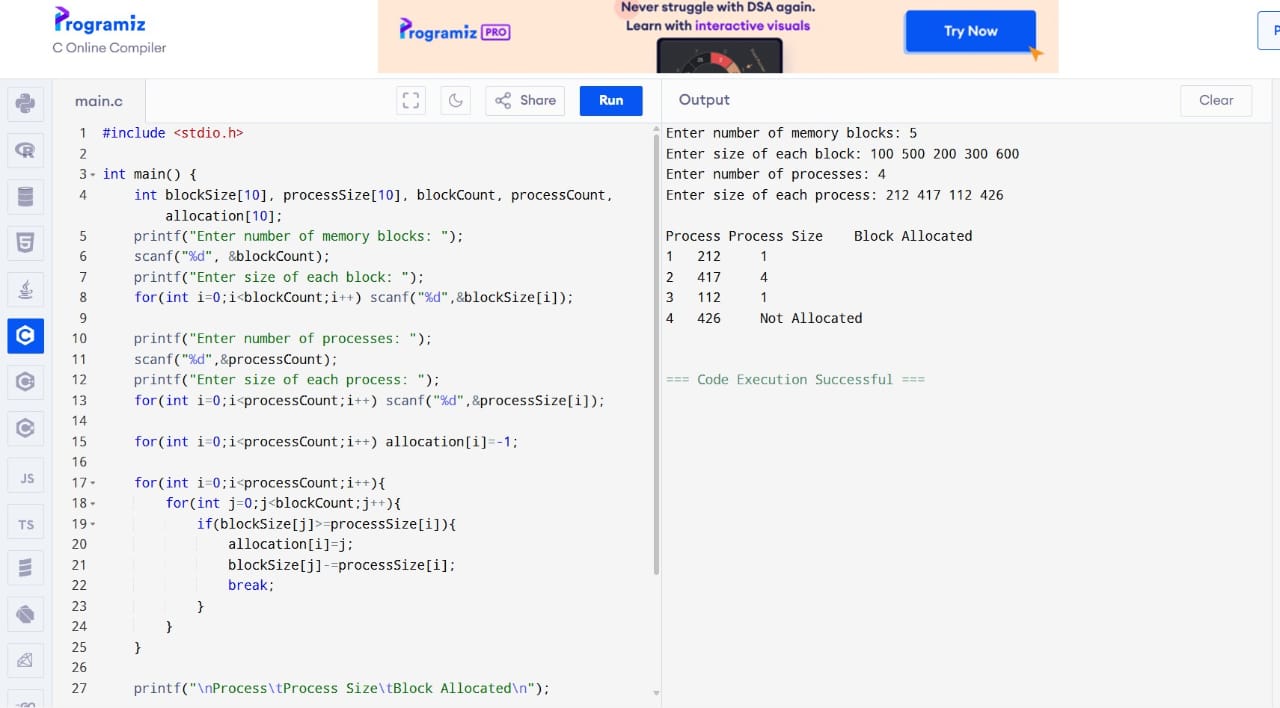 Programiz
C Online Compiler
Programiz PRO
Never struggle with DSA again.
Learn with interactive visuals
Try Now
P
main.c
Share
Run
Output
Clear
1 #include <stdio.h>
2
3 int main() {
4 int blockSize[10], processSize[10], blockCount, processCount,
allocation[10];
5 printf("Enter number of memory blocks: ");
6 scanf("%d", &blockCount);
7 printf("Enter size of each block: ");
8 for(int i=0;i<blockCount;i++) scanf("%d",&blockSize[i]);
9
10 printf("Enter number of processes: ");
11 scanf("%d",&processCount);
12 printf("Enter size of each process: ");
13 for(int i=0;i<processCount;i++) scanf("%d",&processSize[i]);
14
15 for(int i=0;i<processCount;i++) allocation[i]=-1;
16
17 for(int i=0;i<processCount;i++){
18 for(int j=0;j<blockCount;j++){
19 if(blockSize[j]>=processSize[i]){
20 allocation[i]=j;
21 blockSize[j]-=processSize[i];
22 break;
23 }
24 }
25 }
26
27 printf("\nProcess\tProcess Size\tBlock Allocated\n");
Enter number of memory blocks: 5
Enter size of each block: 100 500 200 300 600
Enter number of processes: 4
Enter size of each process: 212 417 112 426
Process Process Size Block Allocated
1 212 1
2 417 4
3 112 1
4 426 Not Allocated
=== Code Execution Successful ===
R
5
C
C
C
JS
TS